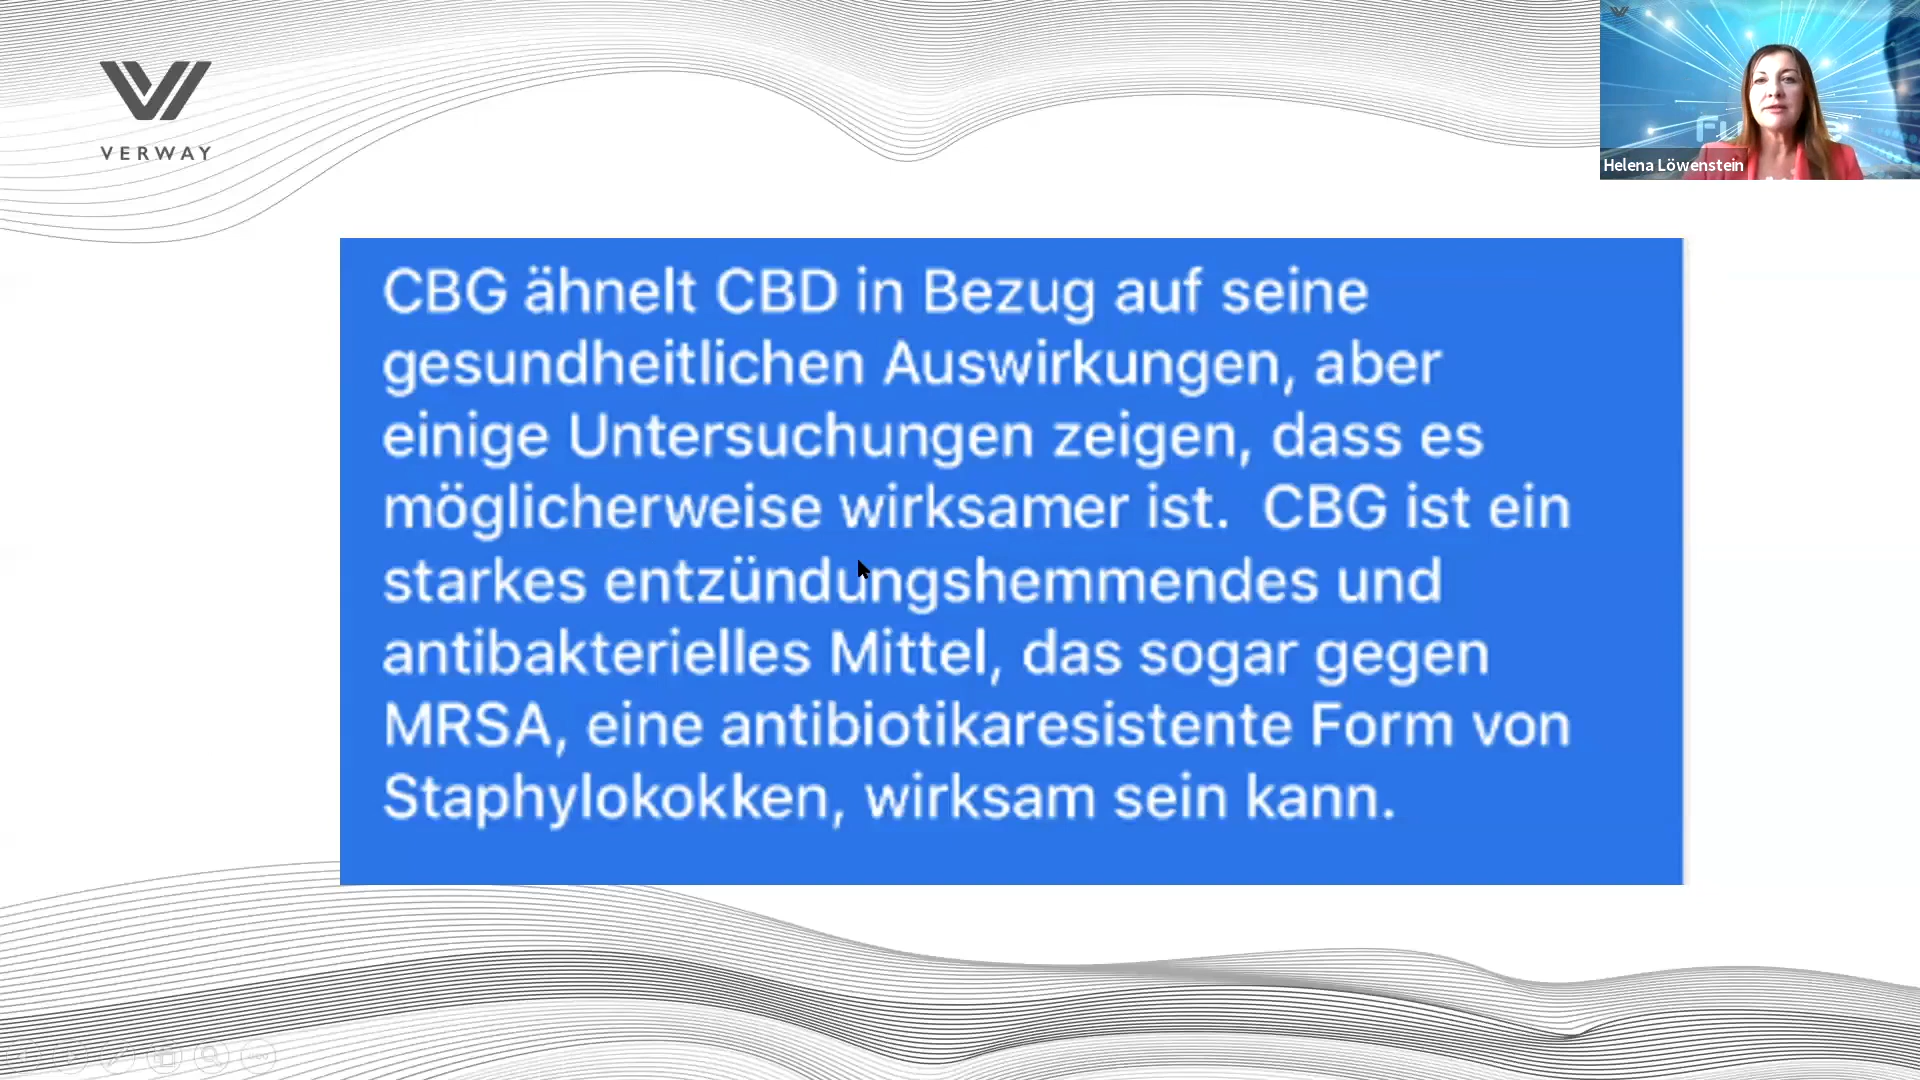 VERWAY
Helena Löwenstein
CBG ähnelt CBD in Bezug auf seine
gesundheitlichen Auswirkungen, aber
einige Untersuchungen zeigen, dass es
möglicherweise wirksamer ist.  CBG ist ein
starkes entzündungshemmendes und
antibakterielles Mittel, das sogar gegen
MRSA, eine antibiotikaresistente Form von
Staphylokokken, wirksam sein kann.